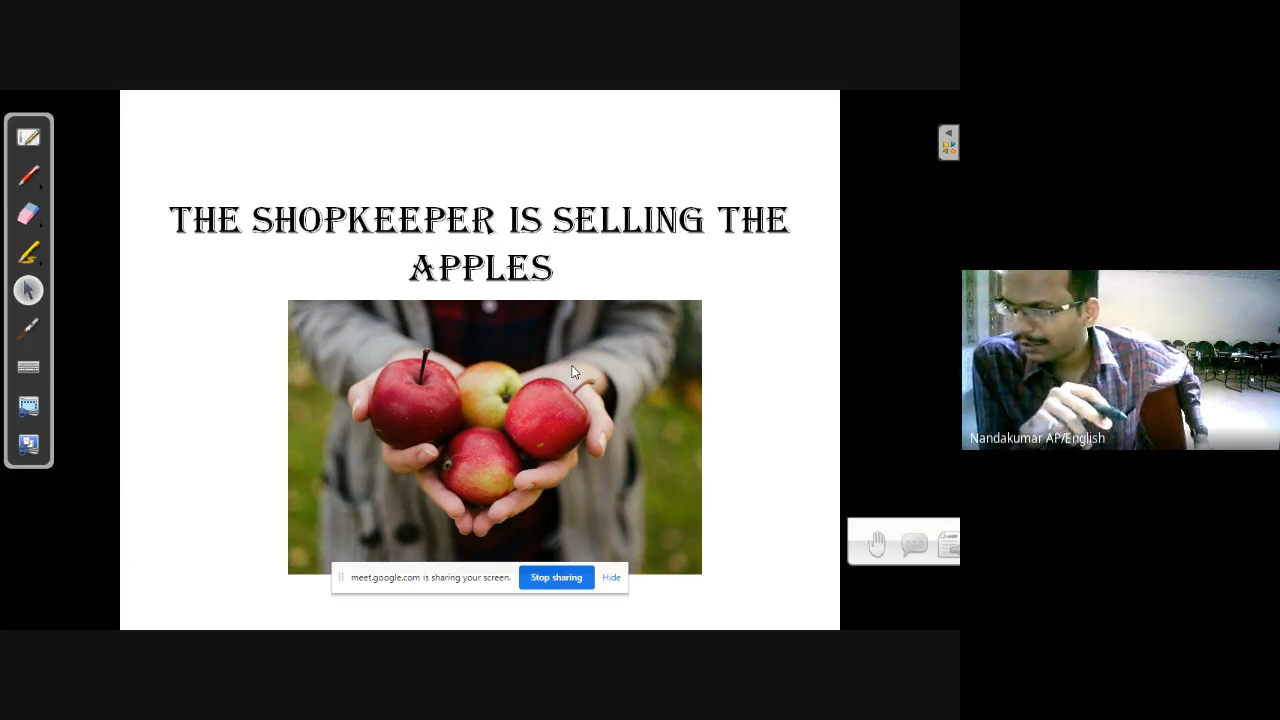 THE SHOPKEEPER IS SELLING THE
APPLES
meet.google.com is sharing your screen. Stop sharing Hide
Nandakumar AP/English